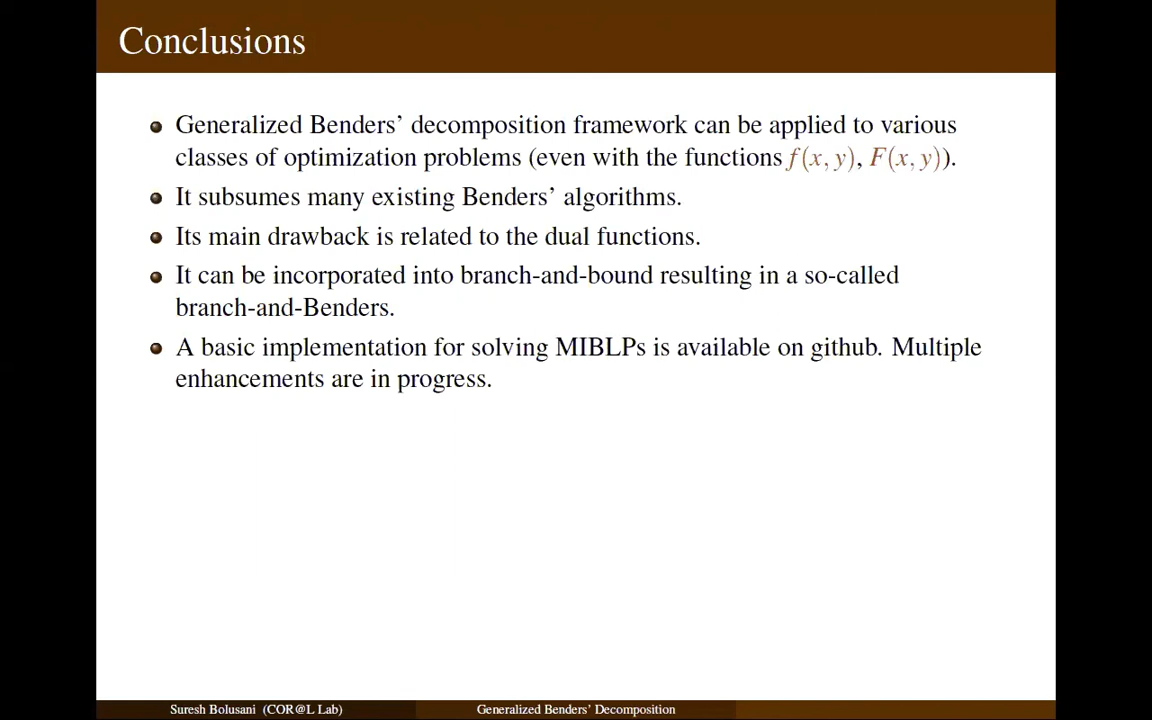 Conclusions
Generalized Benders' decomposition framework can be applied to various
classes of optimization problems (even with the functions f(x, y), F(x, y)).
It subsumes many existing Benders' algorithms.
Its main drawback is related to the dual functions.
It can be incorporated into branch-and-bound resulting in a so-called
branch-and-Benders.
A basic implementation for solving MIBLPs is available on github. Multiple
enhancements are in progress.
Suresh Bolusani (COR@L Lab)
Generalized Benders' Decomposition